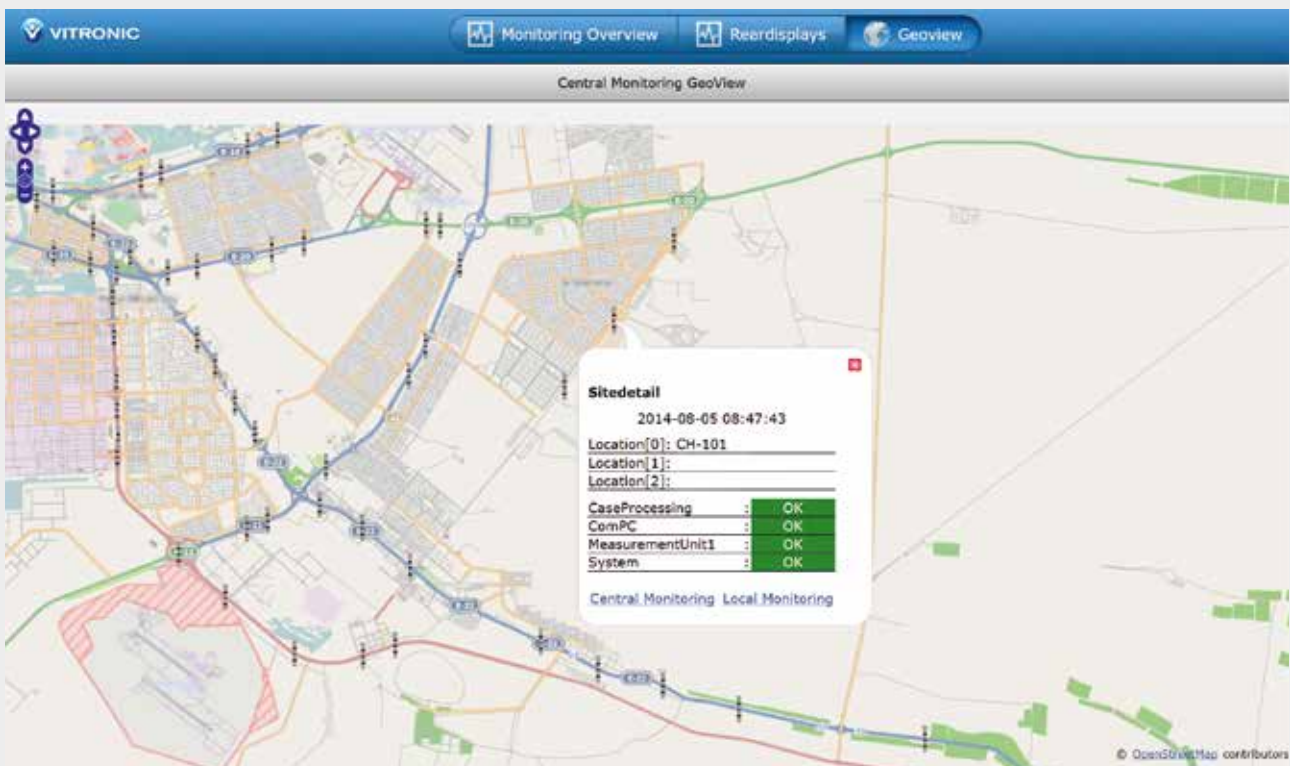 VITRONIC
Monitoring Overview
Reerdisplays
Geoview
Central Monitoring GeoView
Sitedetail
2014-08-05 08:47:43
Location[0]: CH-101
Location[1]:
Location[2]:
CaseProcessing : OK
ComPC : OK
MeasurementUnit1 : OK
System : OK
Central Monitoring Local Monitoring
© OpenStreetMap contributors